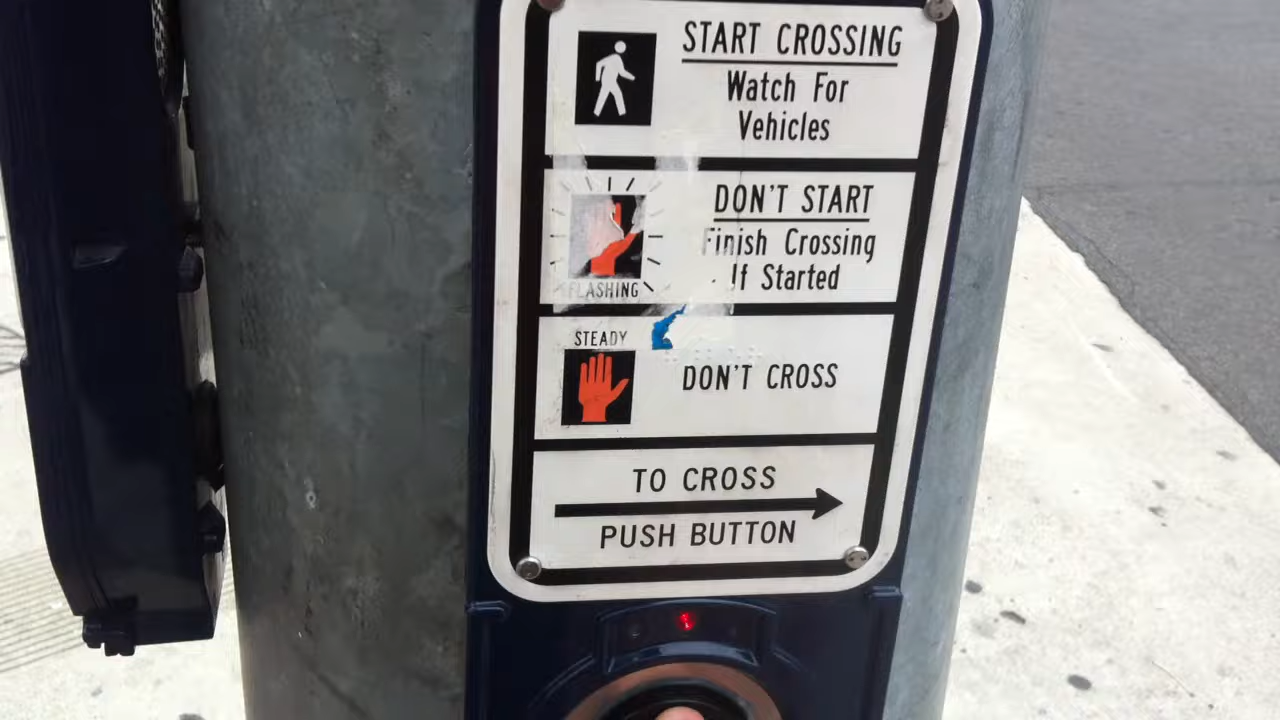 START CROSSING
Watch For
Vehicles
DON'T START
Finish Crossing
If Started
FLASHING
STEADY
DON'T CROSS
TO CROSS
PUSH BUTTON